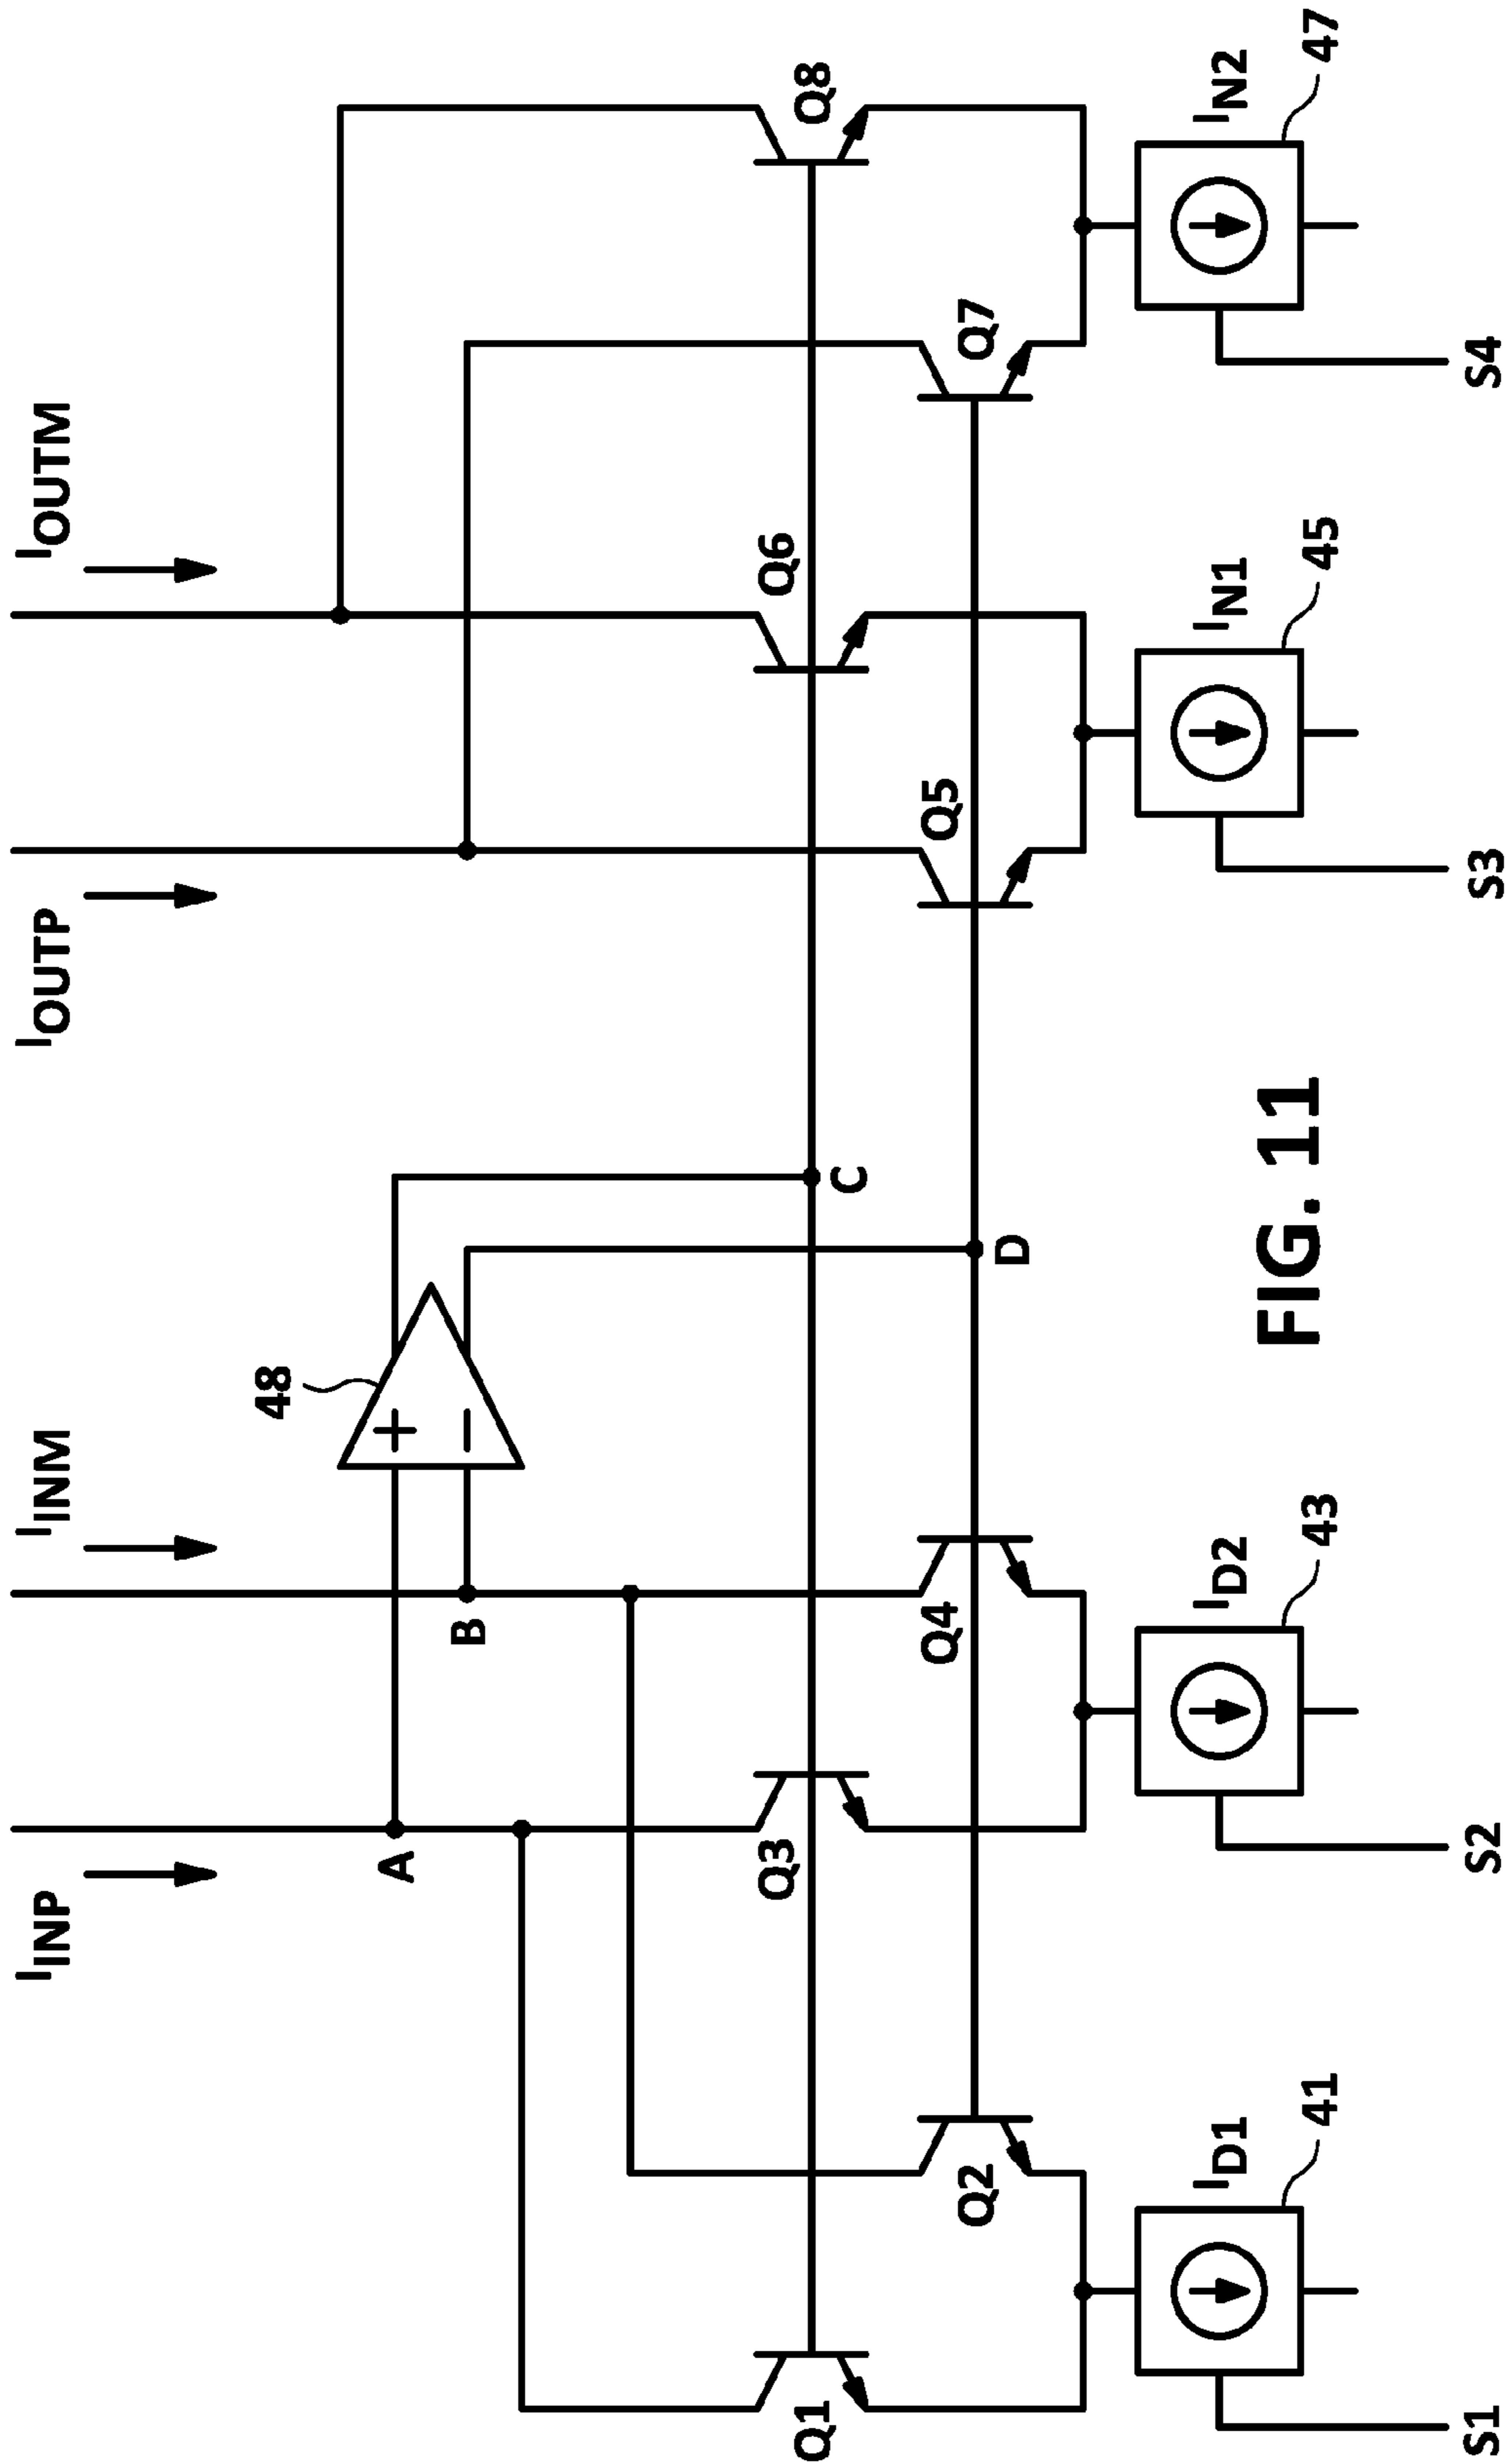 I_INP
I_INM
I_OUTP
I_OUTM
48
A
B
C
D
Q1
Q2
Q3
Q4
Q5
Q6
Q7
Q8
I_D1
41
I_D2
43
I_N1
45
I_N2
47
S1
S2
S3
S4
+
−
FIG. 11